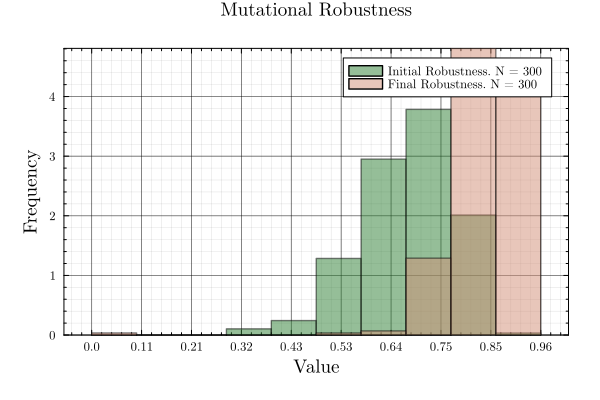 Mutational Robustness
Initial Robustness. N = 300
Final Robustness. N = 300
Frequency
4
3
2
1
0
0.0 0.11 0.21 0.32 0.43 0.53 0.64 0.75 0.85 0.96
Value